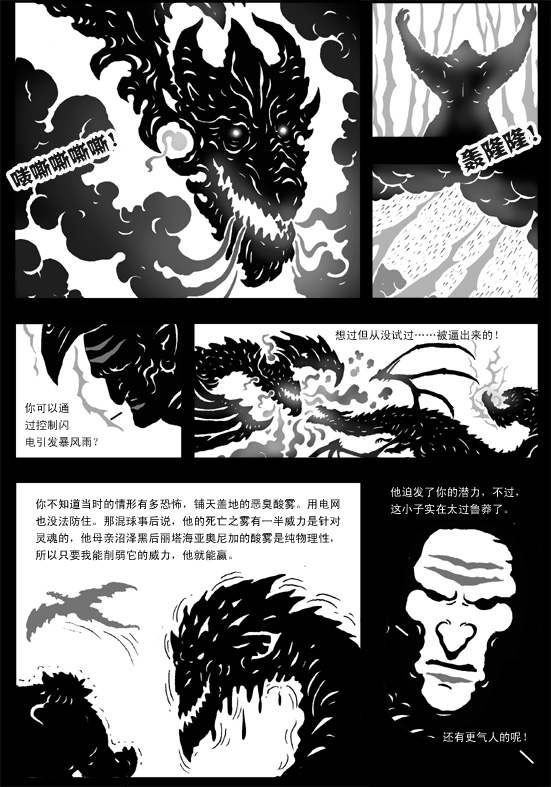 嘶嘶嘶嘶！
轰隆隆！
你可以通
过控制闪
电引发暴风雨？
想过但从没试过……被逼出来的！
你不知道当时的情形有多恐怖，铺天盖地的恶臭酸雾。用电网
也没法防住。那混球事后说，他的死亡之雾有一半威力是针对
灵魂的，他母亲沼泽黑后丽塔海亚奥尼加的酸雾是纯物理性，
所以只要我能削弱它的威力，他就能赢。
他迫发了你的潜力，不过，
这小子实在太过鲁莽了。
还有更气人的呢！